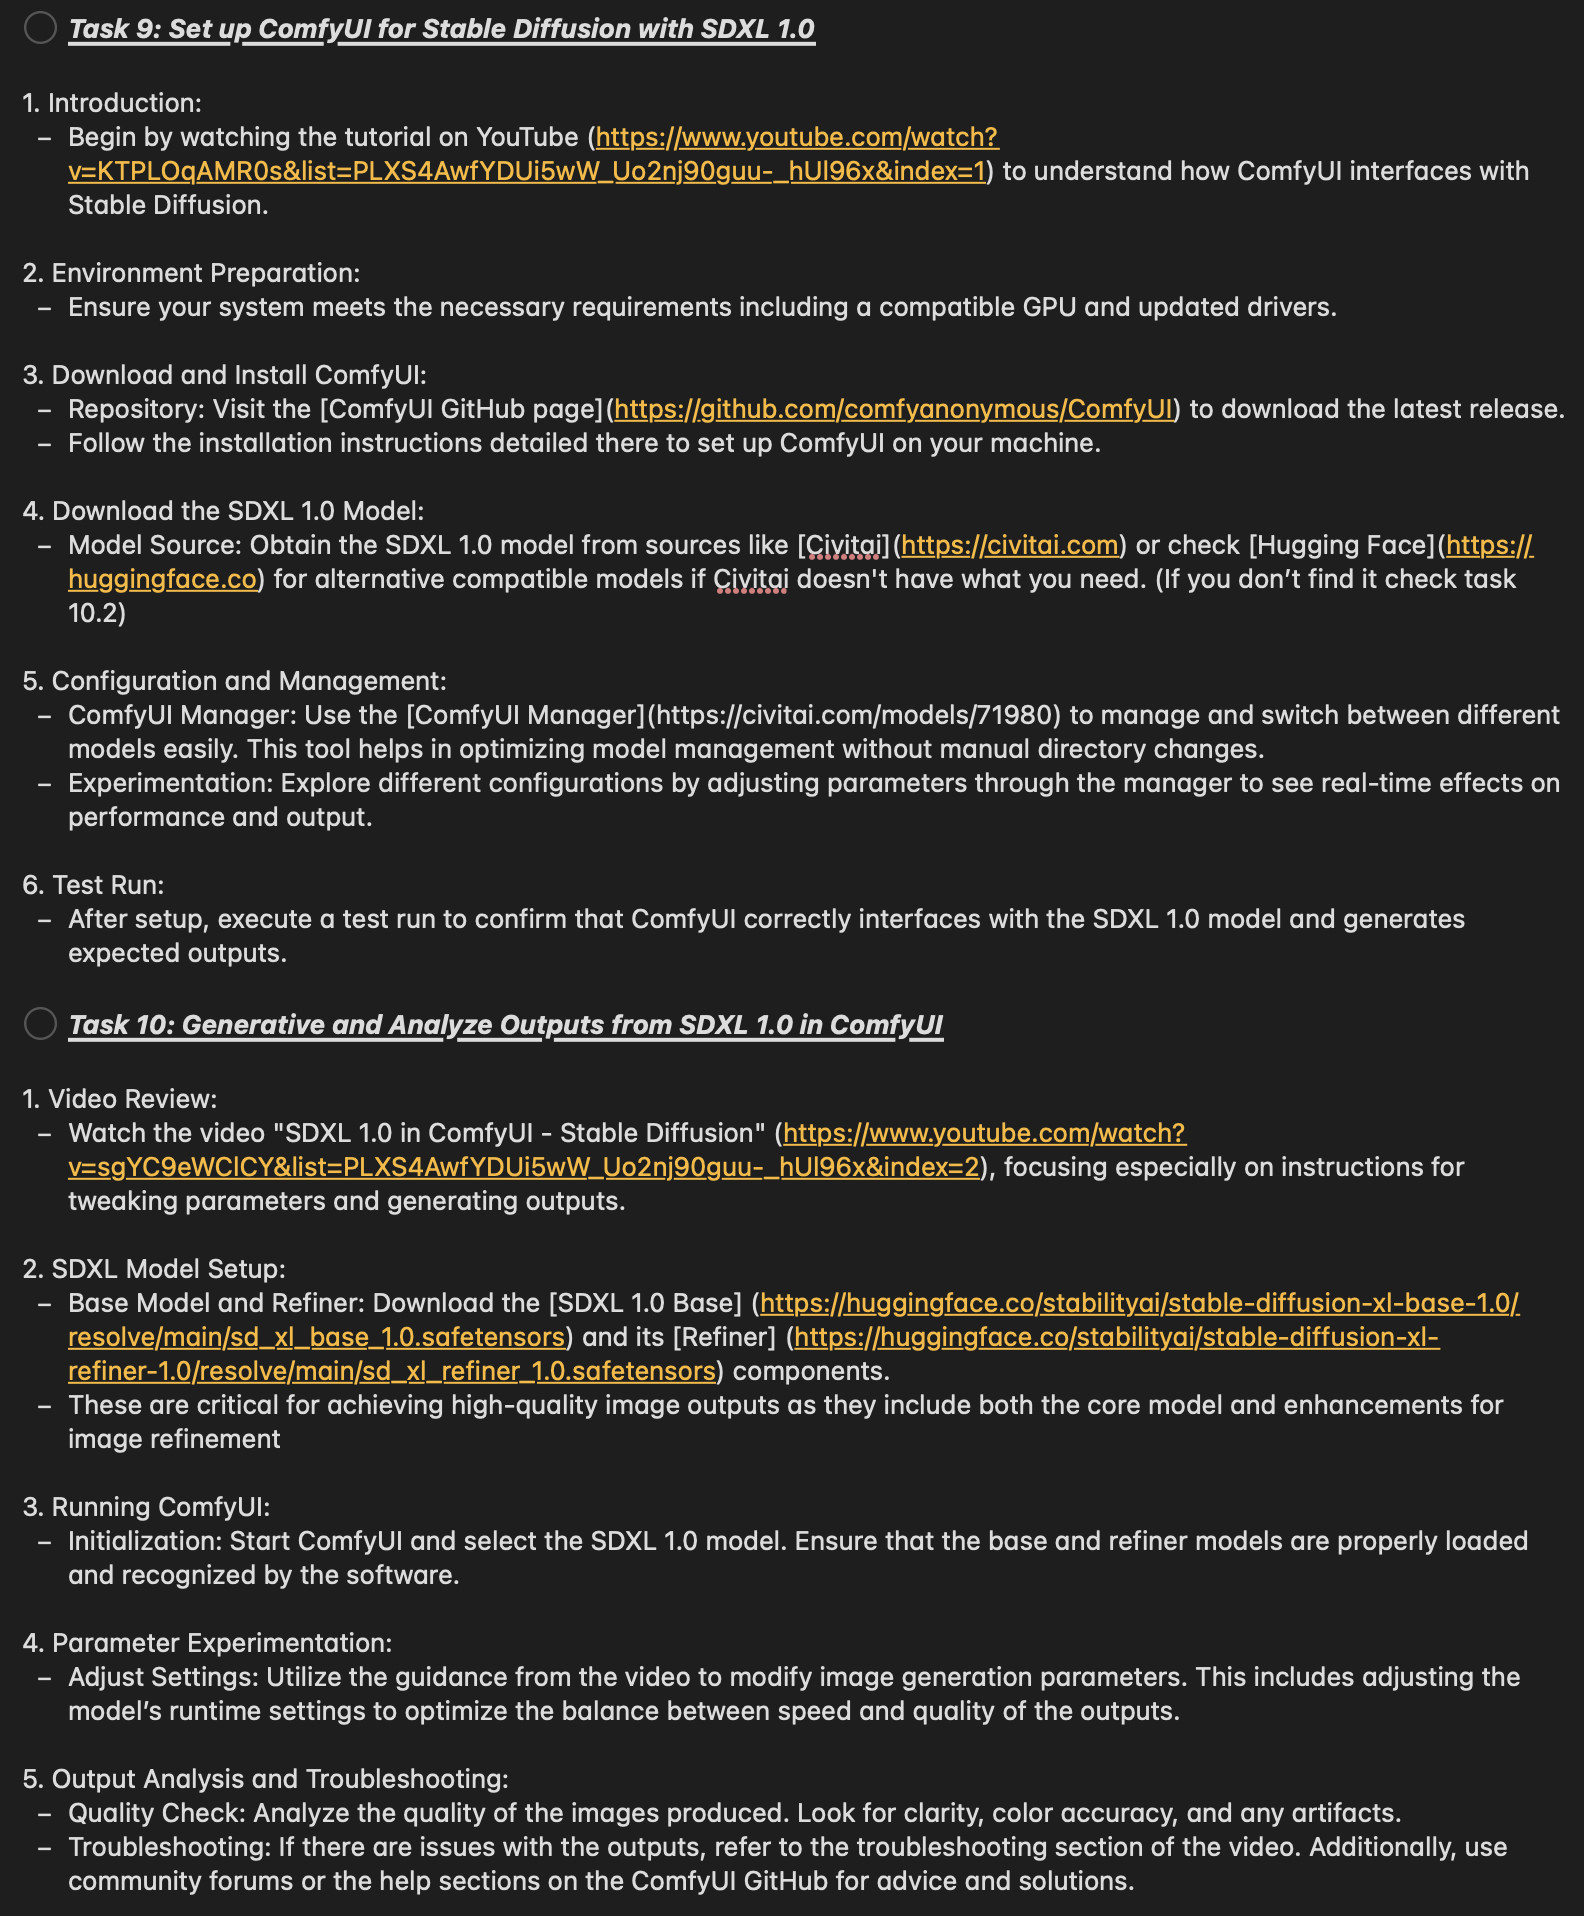 Task 9: Set up ComfyUI for Stable Diffusion with SDXL 1.0
1. Introduction:
– Begin by watching the tutorial on YouTube (https://www.youtube.com/watch?
v=KTPLOqAMR0s&list=PLXS4AwfYDUi5wW_Uo2nj90guu-_hUl96x&index=1) to understand how ComfyUI interfaces with
Stable Diffusion.
2. Environment Preparation:
– Ensure your system meets the necessary requirements including a compatible GPU and updated drivers.
3. Download and Install ComfyUI:
– Repository: Visit the [ComfyUI GitHub page](https://github.com/comfyanonymous/ComfyUI) to download the latest release.
– Follow the installation instructions detailed there to set up ComfyUI on your machine.
4. Download the SDXL 1.0 Model:
– Model Source: Obtain the SDXL 1.0 model from sources like [Civitai](https://civitai.com) or check [Hugging Face](https://
huggingface.co) for alternative compatible models if Civitai doesn't have what you need. (If you don’t find it check task
10.2)
5. Configuration and Management:
– ComfyUI Manager: Use the [ComfyUI Manager](https://civitai.com/models/71980) to manage and switch between different
models easily. This tool helps in optimizing model management without manual directory changes.
– Experimentation: Explore different configurations by adjusting parameters through the manager to see real-time effects on
performance and output.
6. Test Run:
– After setup, execute a test run to confirm that ComfyUI correctly interfaces with the SDXL 1.0 model and generates
expected outputs.
Task 10: Generative and Analyze Outputs from SDXL 1.0 in ComfyUI
1. Video Review:
– Watch the video "SDXL 1.0 in ComfyUI - Stable Diffusion" (https://www.youtube.com/watch?
v=sgYC9eWClCY&list=PLXS4AwfYDUi5wW_Uo2nj90guu-_hUl96x&index=2), focusing especially on instructions for
tweaking parameters and generating outputs.
2. SDXL Model Setup:
– Base Model and Refiner: Download the [SDXL 1.0 Base] (https://huggingface.co/stabilityai/stable-diffusion-xl-base-1.0/
resolve/main/sd_xl_base_1.0.safetensors) and its [Refiner] (https://huggingface.co/stabilityai/stable-diffusion-xl-
refiner-1.0/resolve/main/sd_xl_refiner_1.0.safetensors) components.
– These are critical for achieving high-quality image outputs as they include both the core model and enhancements for
image refinement
3. Running ComfyUI:
– Initialization: Start ComfyUI and select the SDXL 1.0 model. Ensure that the base and refiner models are properly loaded
and recognized by the software.
4. Parameter Experimentation:
– Adjust Settings: Utilize the guidance from the video to modify image generation parameters. This includes adjusting the
model’s runtime settings to optimize the balance between speed and quality of the outputs.
5. Output Analysis and Troubleshooting:
– Quality Check: Analyze the quality of the images produced. Look for clarity, color accuracy, and any artifacts.
– Troubleshooting: If there are issues with the outputs, refer to the troubleshooting section of the video. Additionally, use
community forums or the help sections on the ComfyUI GitHub for advice and solutions.